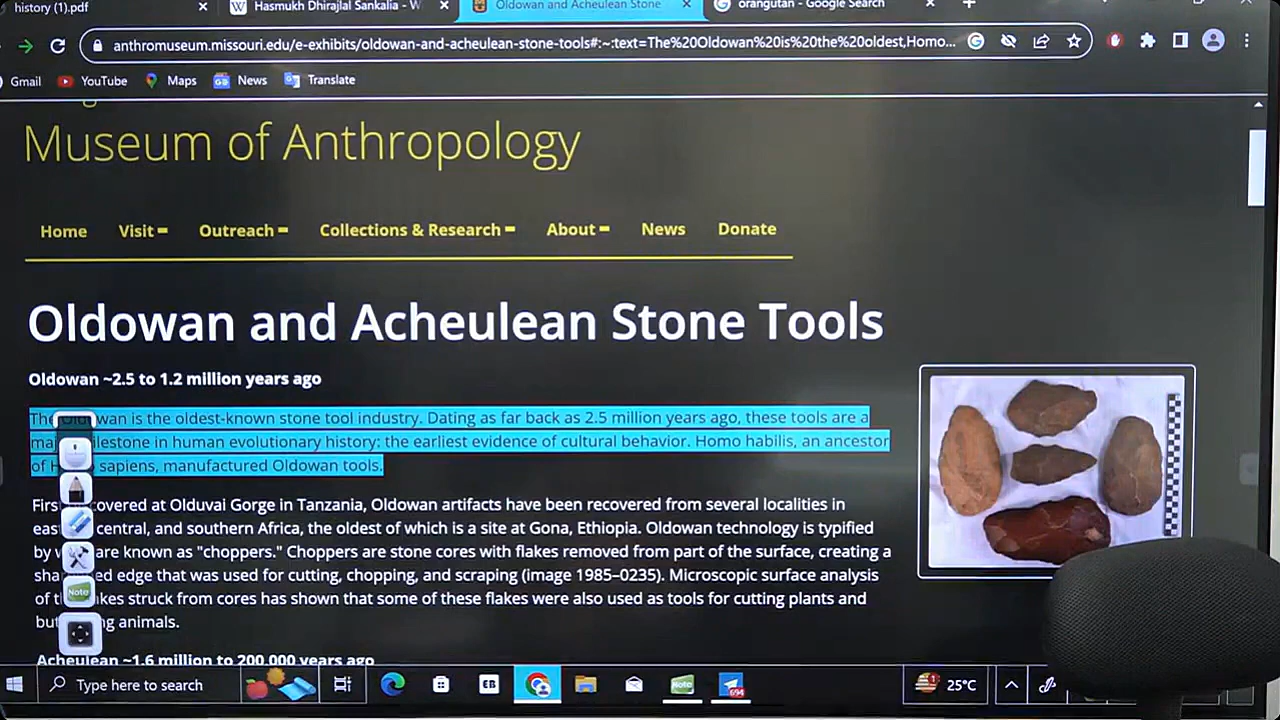 history (1).pdf
Hasmukh Dhirajlal Sankalia - W
Oldowan and Acheulean Stone
orangutan - Google Search
anthromuseum.missouri.edu/e-exhibits/oldowan-and-acheulean-stone-tools#:~:text=The%20Oldowan%20is%20the%20oldest,Homo...
Gmail
YouTube
Maps
News
Translate
Museum of Anthropology
Home
Visit
Outreach
Collections & Research
About
News
Donate
Oldowan and Acheulean Stone Tools
Oldowan ~2.5 to 1.2 million years ago
is the oldest-known stone tool industry. Dating as far back as 2.5 million years ago, these tools are a
in human evolutionary history: the earliest evidence of cultural behavior. Homo habilis, an ancestor
of sapiens, manufactured Oldowan tools.
at Olduvai Gorge in Tanzania, Oldowan artifacts have been recovered from several localities in
central, and southern Africa, the oldest of which is a site at Gona, Ethiopia. Oldowan technology is typified
by are known as "choppers." Choppers are stone cores with flakes removed from part of the surface, creating a
edge that was used for cutting, chopping, and scraping (image 1985–0235). Microscopic surface analysis
of struck from cores has shown that some of these flakes were also used as tools for cutting plants and
animals.
Acheulean ~1.6 million to 200,000 years ago
Note
Type here to search
EB
Note
694
1
25°C